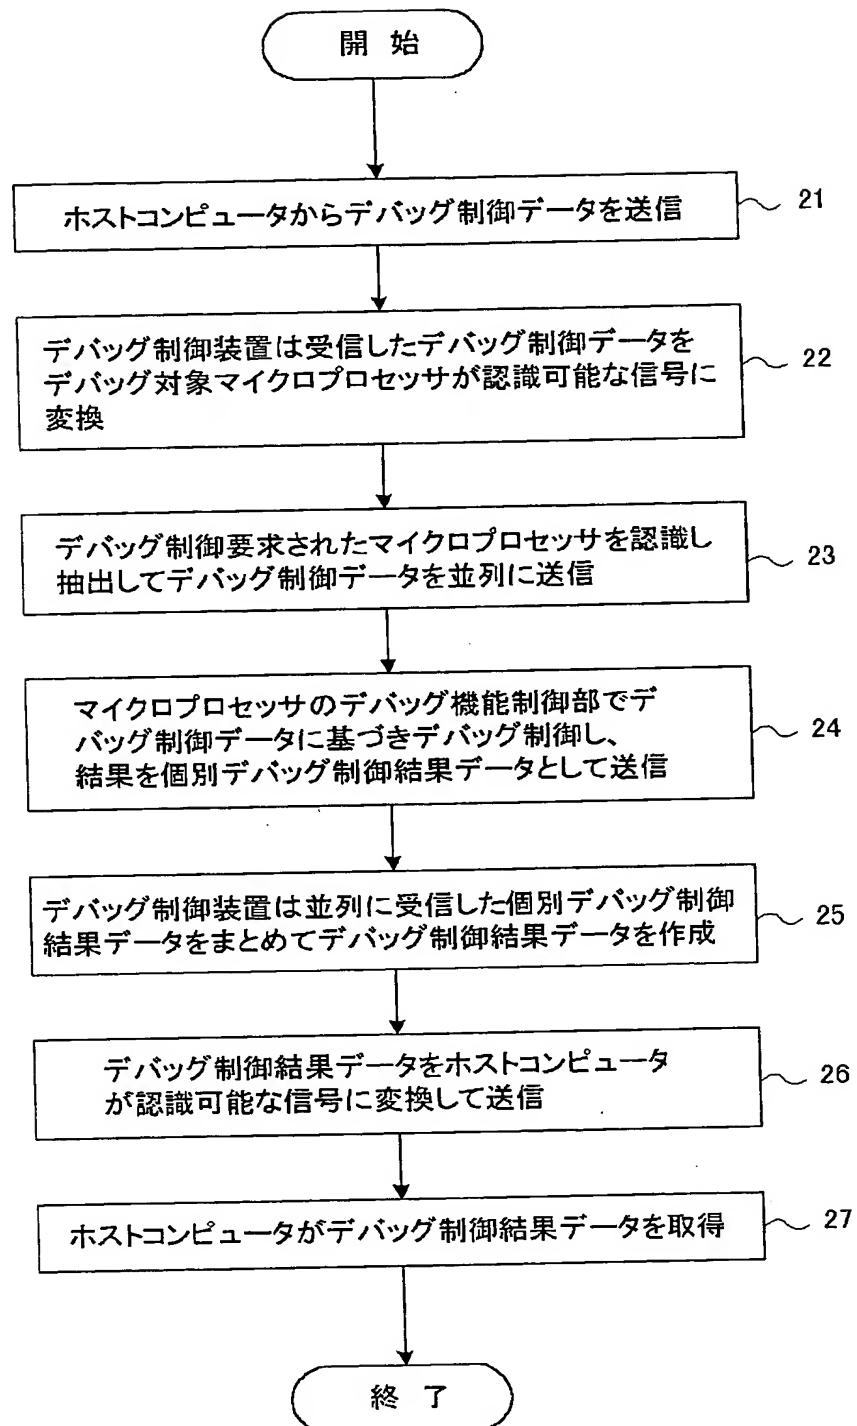 開 始
ホストコンピュータからデバッグ制御データを送信
21
デバッグ制御装置は受信したデバッグ制御データを
デバッグ対象マイクロプロセッサが認識可能な信号に
変換
22
デバッグ制御要求されたマイクロプロセッサを認識し
抽出してデバッグ制御データを並列に送信
23
マイクロプロセッサのデバッグ機能制御部でデ
バッグ制御データに基づきデバッグ制御し、
結果を個別デバッグ制御結果データとして送信
24
デバッグ制御装置は並列に受信した個別デバッグ制御
結果データをまとめてデバッグ制御結果データを作成
25
デバッグ制御結果データをホストコンピュータ
が認識可能な信号に変換して送信
26
ホストコンピュータがデバッグ制御結果データを取得
27
終 了